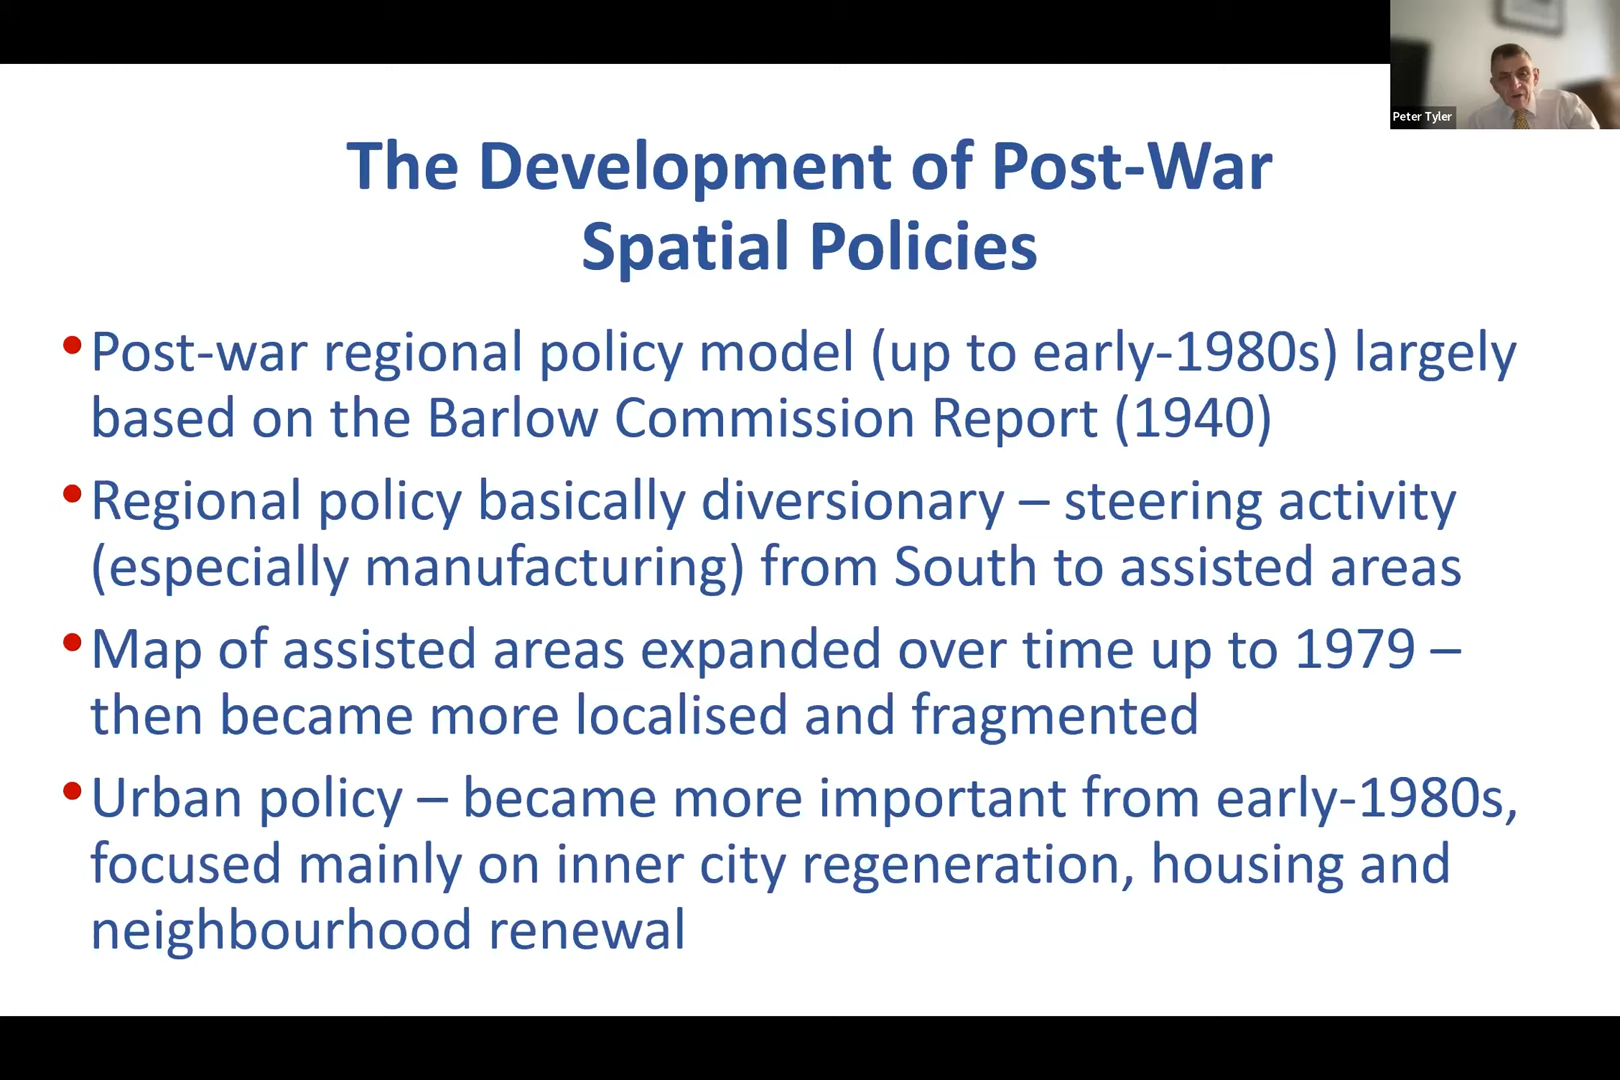 Peter Tyler
The Development of Post-War
Spatial Policies
•Post-war regional policy model (up to early-1980s) largely
based on the Barlow Commission Report (1940)
•Regional policy basically diversionary – steering activity
(especially manufacturing) from South to assisted areas
•Map of assisted areas expanded over time up to 1979 –
then became more localised and fragmented
•Urban policy – became more important from early-1980s,
focused mainly on inner city regeneration, housing and
neighbourhood renewal